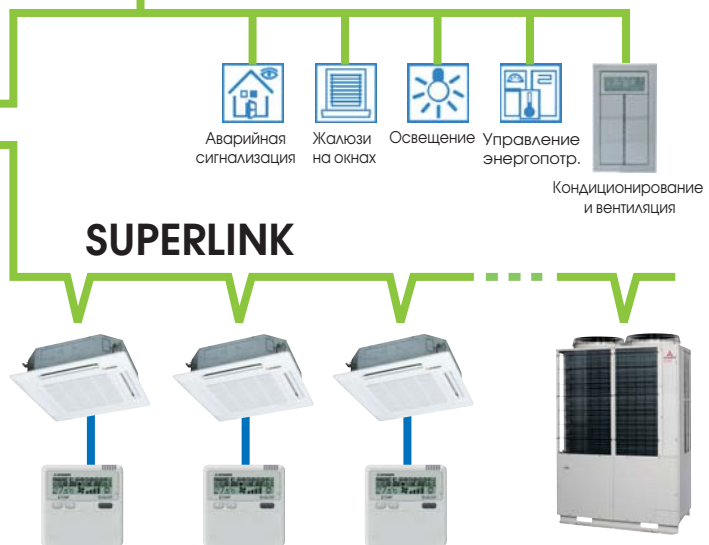 Аварийная
сигнализация
Жалюзи
на окнах
Освещение
Управление
энергопотр.
Кондиционирование
и вентиляция
SUPERLINK